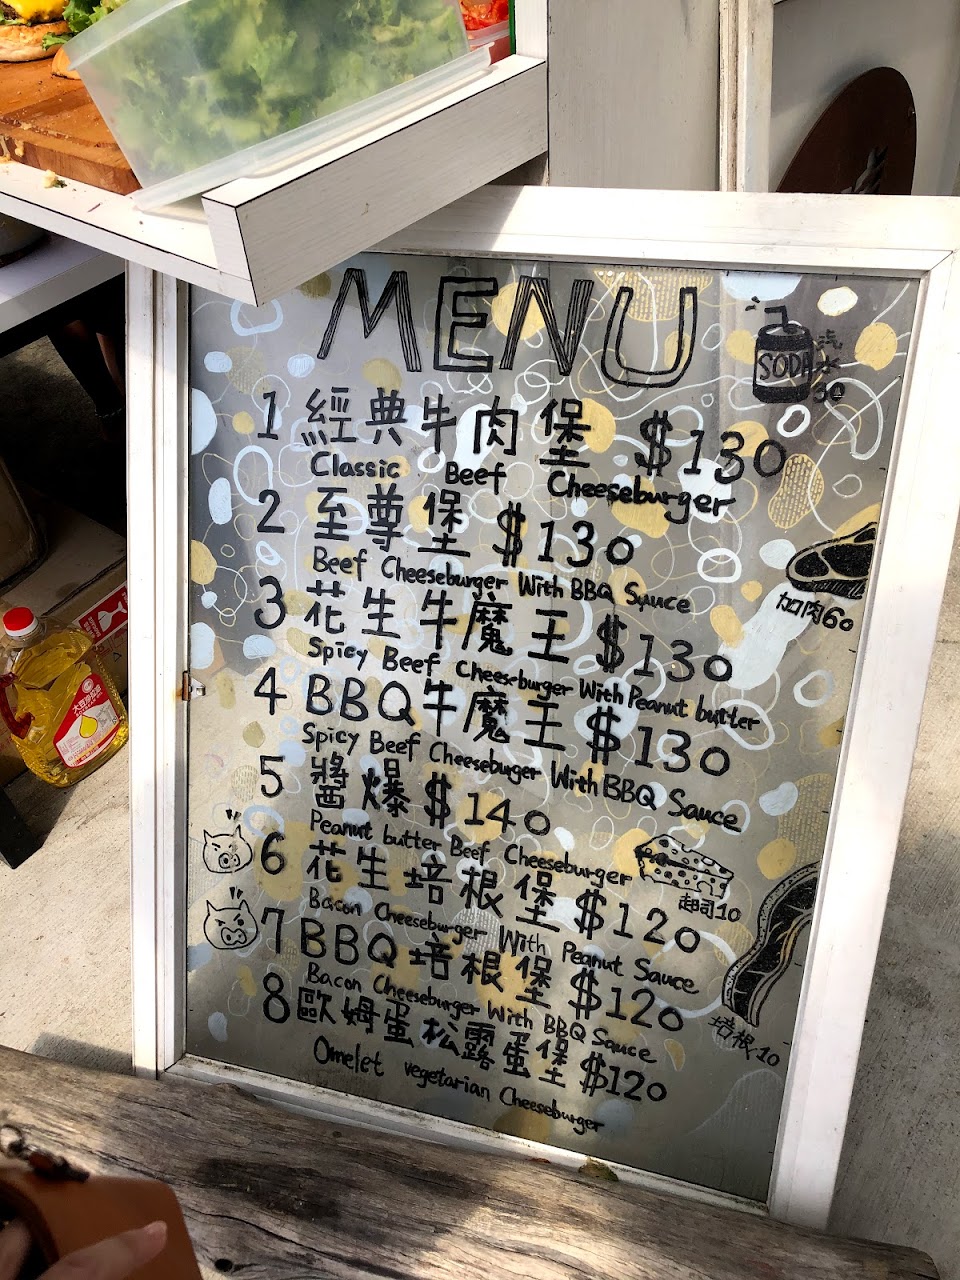 MENU
SODA
汽水30
1 經典牛肉堡 $130
Classic Beef Cheeseburger
2 至尊堡 $130
Beef Cheeseburger With BBQ Sauce
加肉60
3 花生牛魔王 $130
Spicy Beef Cheeseburger With Peanut butter
4 BBQ牛魔王 $130
Spicy Beef Cheeseburger With BBQ Sauce
5 醬爆 $140
Peanut butter Beef Cheeseburger
起司10
6 花生培根堡 $120
Bacon Cheeseburger With Peanut Sauce
7 BBQ培根堡 $120
Bacon Cheeseburger With BBQ Sauce
培根10
8 歐姆蛋松露蛋堡 $120
Omelet vegetarian Cheeseburger